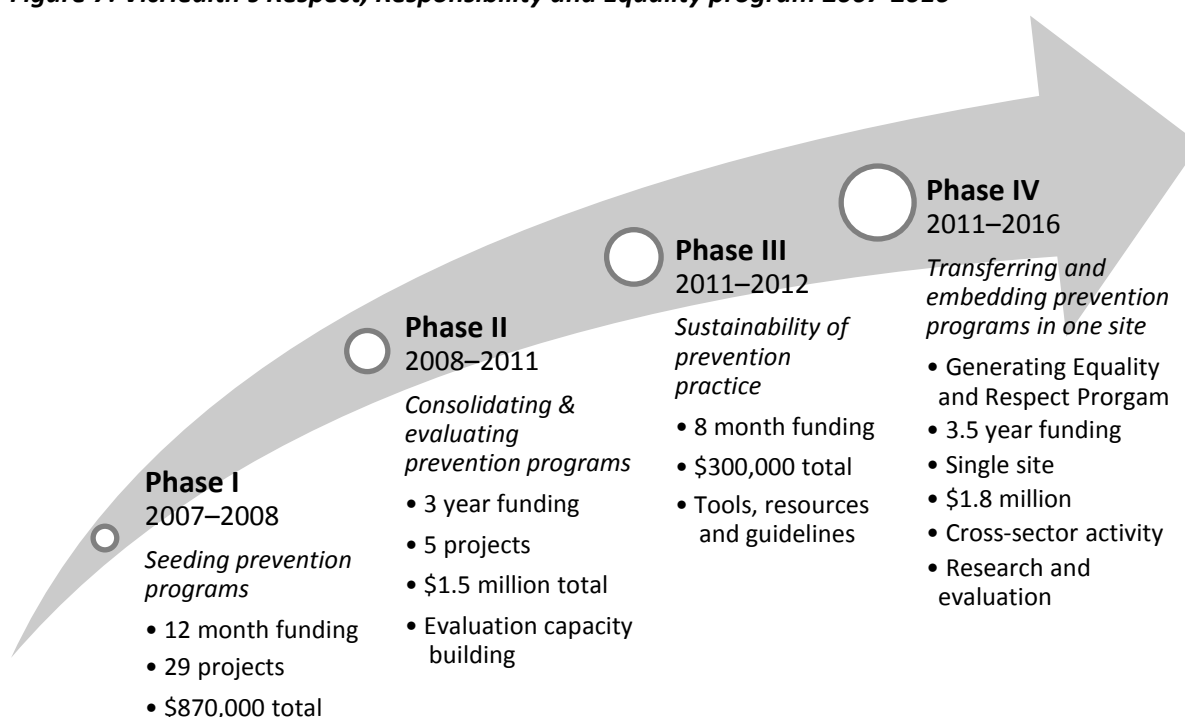 Figure VicHealth's Respect, Responsibility and Equality program 2007-2016
Phase I
2007–2008
Seeding prevention
programs
• 12 month funding
• 29 projects
• $870,000 total
Phase II
2008–2011
Consolidating &
evaluating
prevention programs
• 3 year funding
• 5 projects
• $1.5 million total
• Evaluation capacity
building
Phase III
2011–2012
Sustainability of
prevention
practice
• 8 month funding
• $300,000 total
• Tools, resources
and guidelines
Phase IV
2011–2016
Transferring and
embedding prevention
programs in one site
• Generating Equality
and Respect Prorgam
• 3.5 year funding
• Single site
• $1.8 million
• Cross-sector activity
• Research and
evaluation